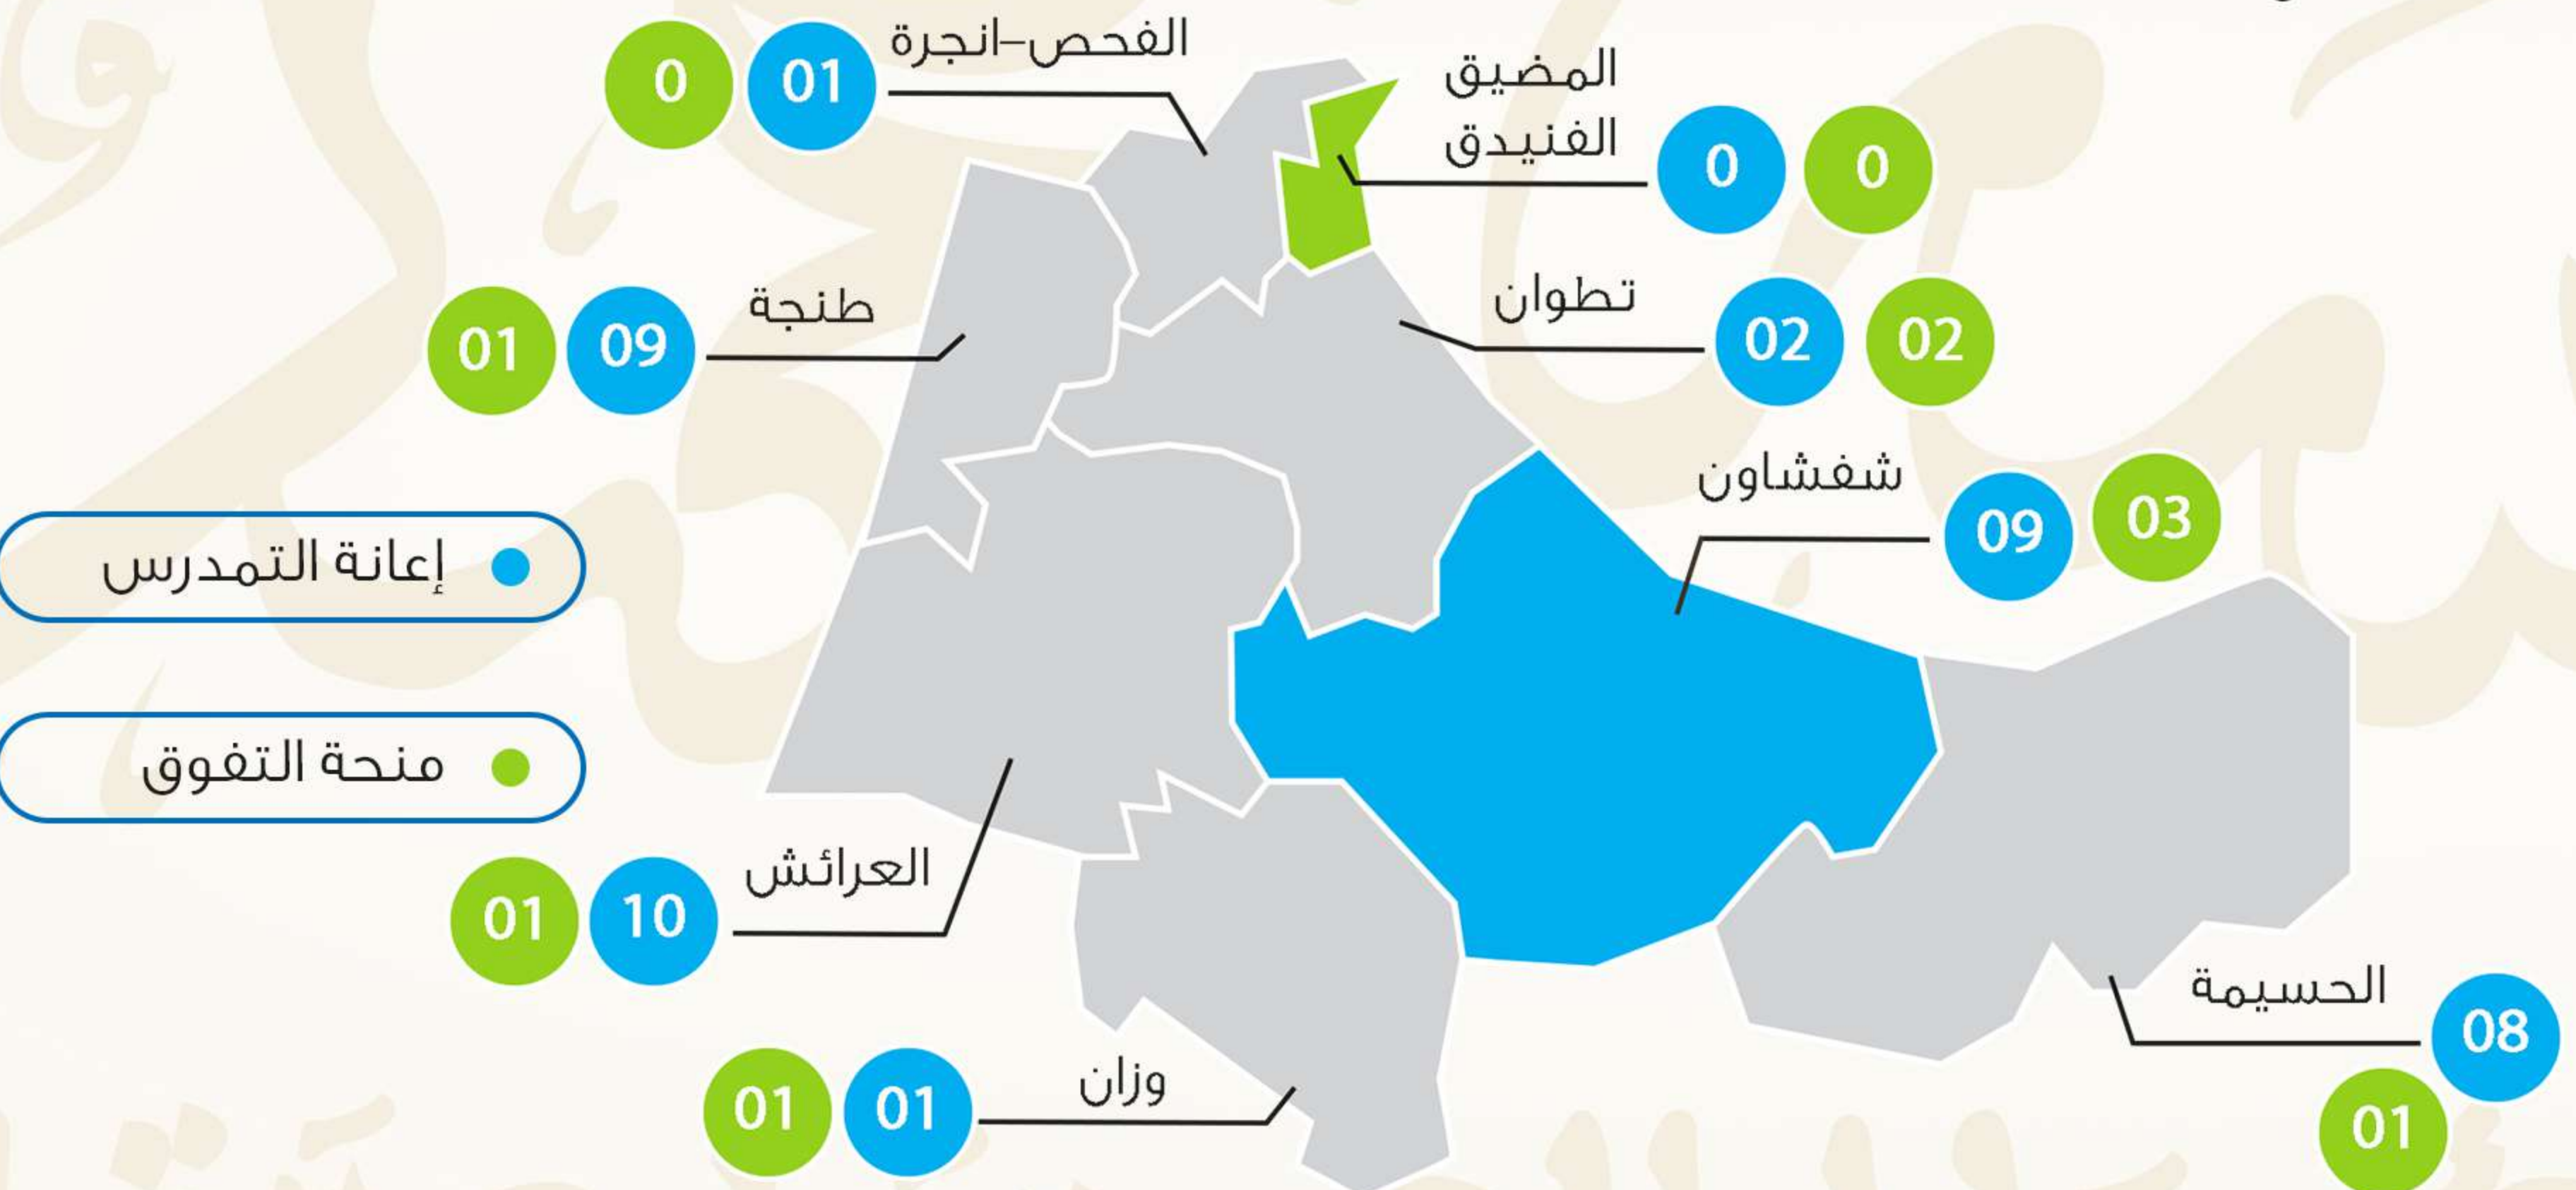 الفحص-انجرة
01
0
المضيق
الفنيدق
0
0
طنجة
09
01
تطوان
02
02
شفشاون
09
03
إعانة التمدرس
منحة التفوق
العرائش
10
01
الحسيمة
08
01
وزان
01
01